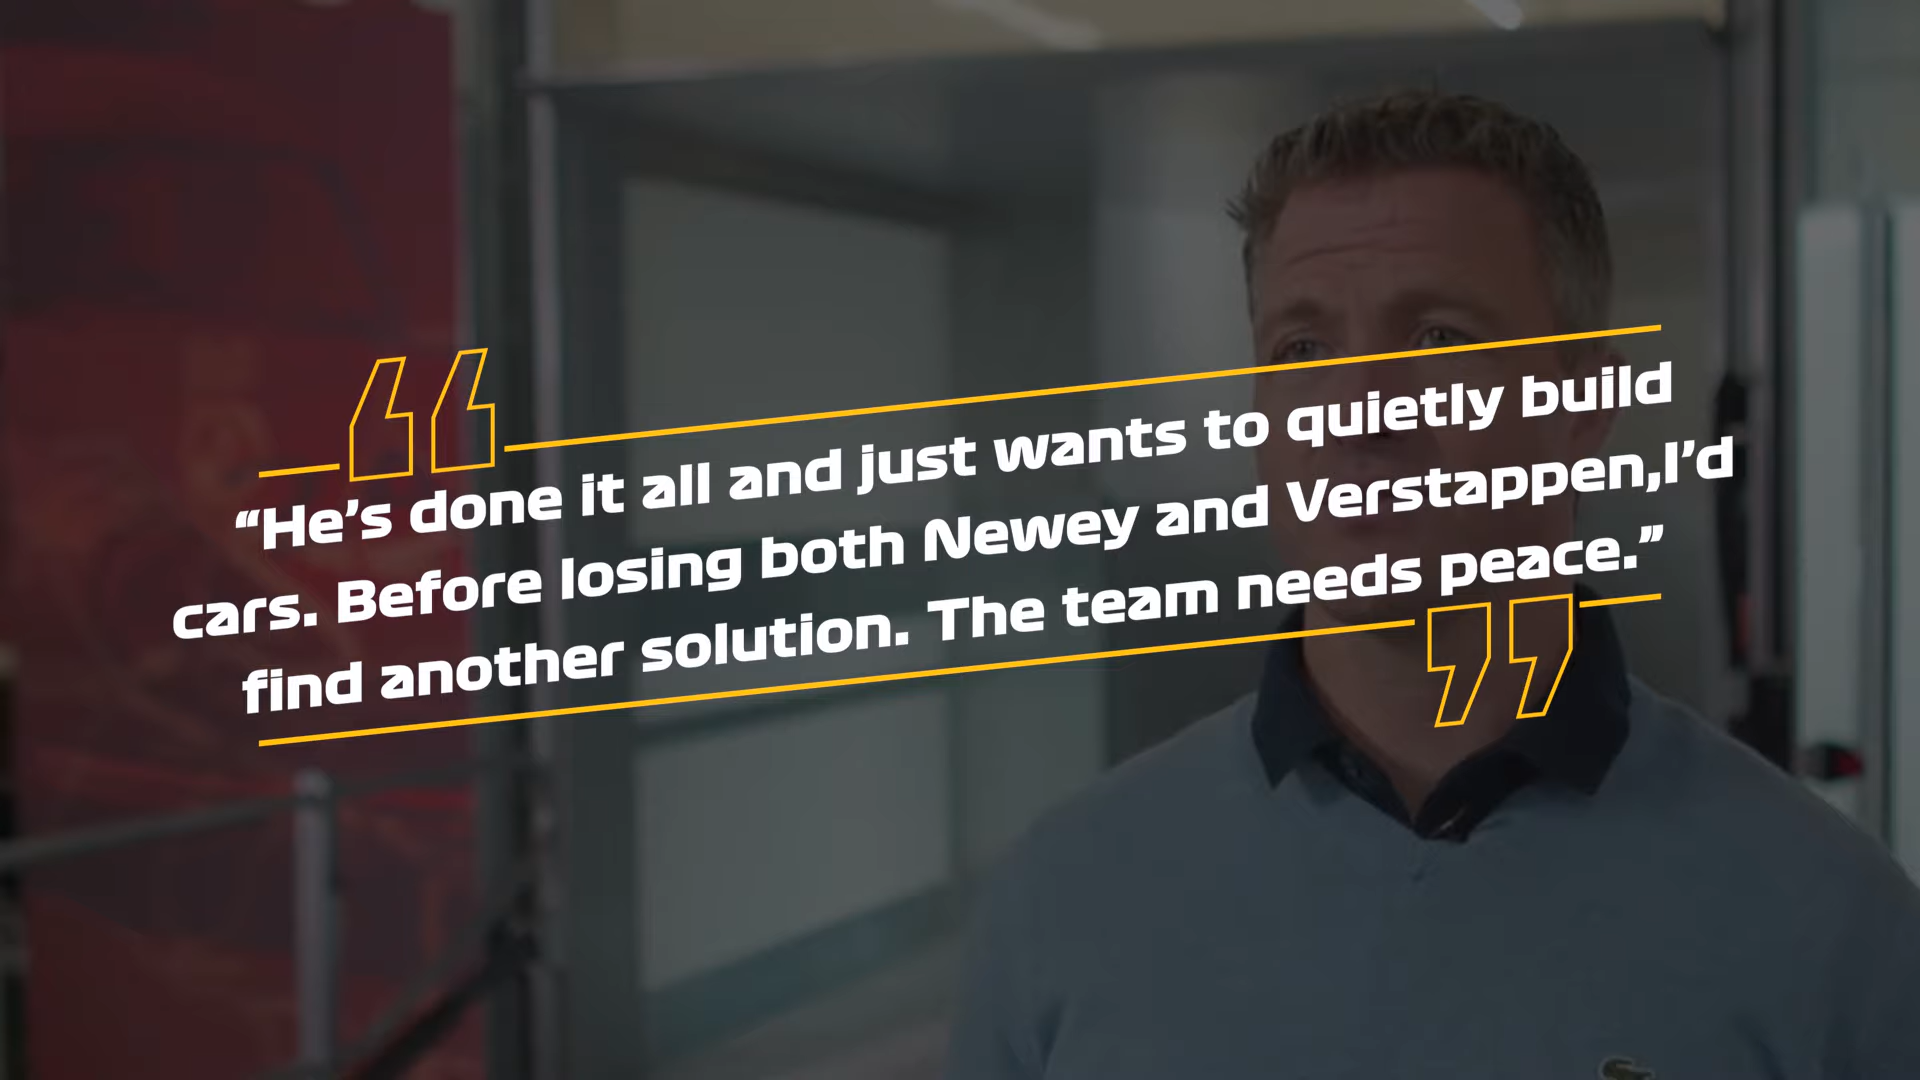 “He’s done it all and just wants to quietly build
cars. Before losing both Newey and Verstappen,I’d
find another solution. The team needs peace.”